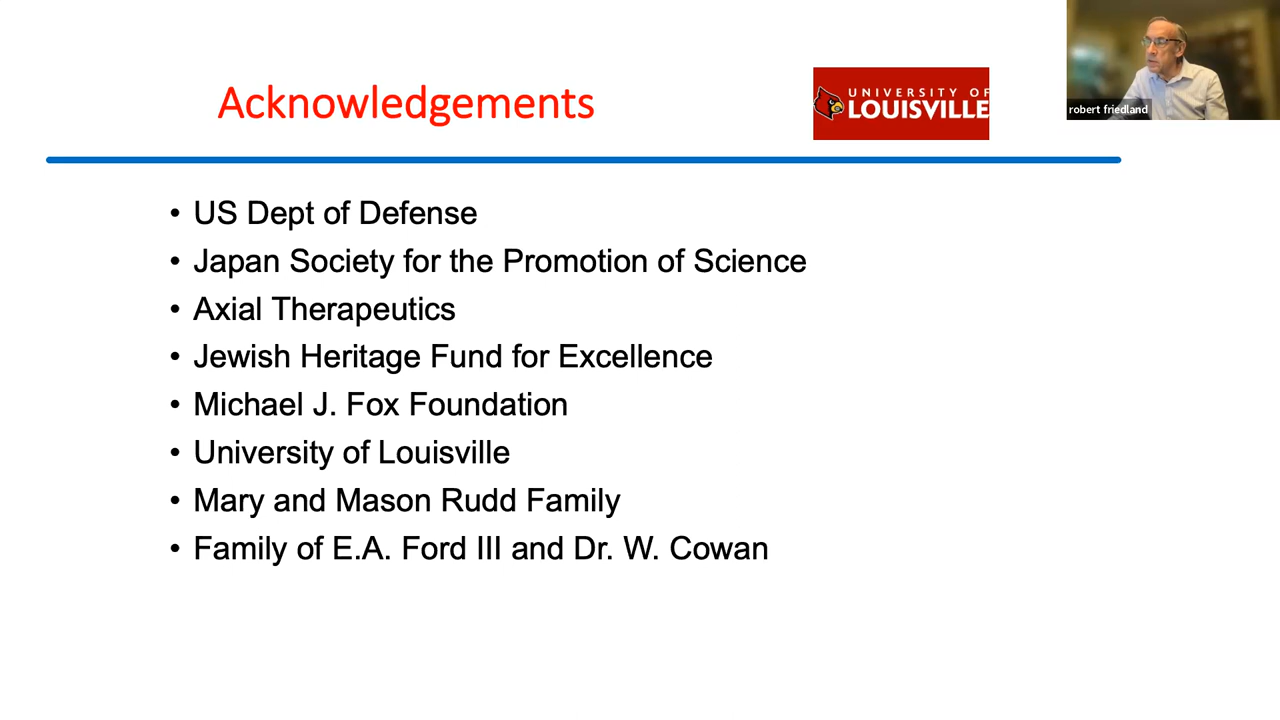 Acknowledgements
UNIVERSITY OF
LOUISVILLE
robert friedland
• US Dept of Defense
• Japan Society for the Promotion of Science
• Axial Therapeutics
• Jewish Heritage Fund for Excellence
• Michael J. Fox Foundation
• University of Louisville
• Mary and Mason Rudd Family
• Family of E.A. Ford III and Dr. W. Cowan